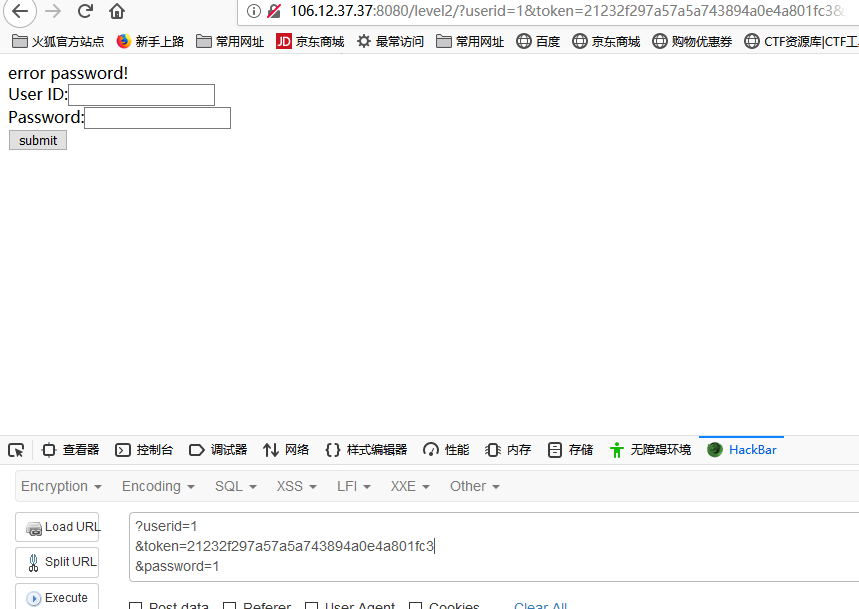 106.12.37.37:8080/level2/?userid=1&token=21232f297a57a5a743894a0e4a801fc3&
火狐官方站点 新手上路 常用网址 JD 京东商城 最常访问 常用网址 百度 京东商城 购物优惠券 CTF资源库|CTF工
error password!
User ID:
Password:
submit
查看器 控制台 调试器 网络 样式编辑器 性能 内存 存储 无障碍环境 HackBar
Encryption Encoding SQL XSS LFI XXE Other
Load URL
?userid=1
&token=21232f297a57a5a743894a0e4a801fc3
Split URL
&password=1
Execute
Post data Referer User Agent Cookies Clear All